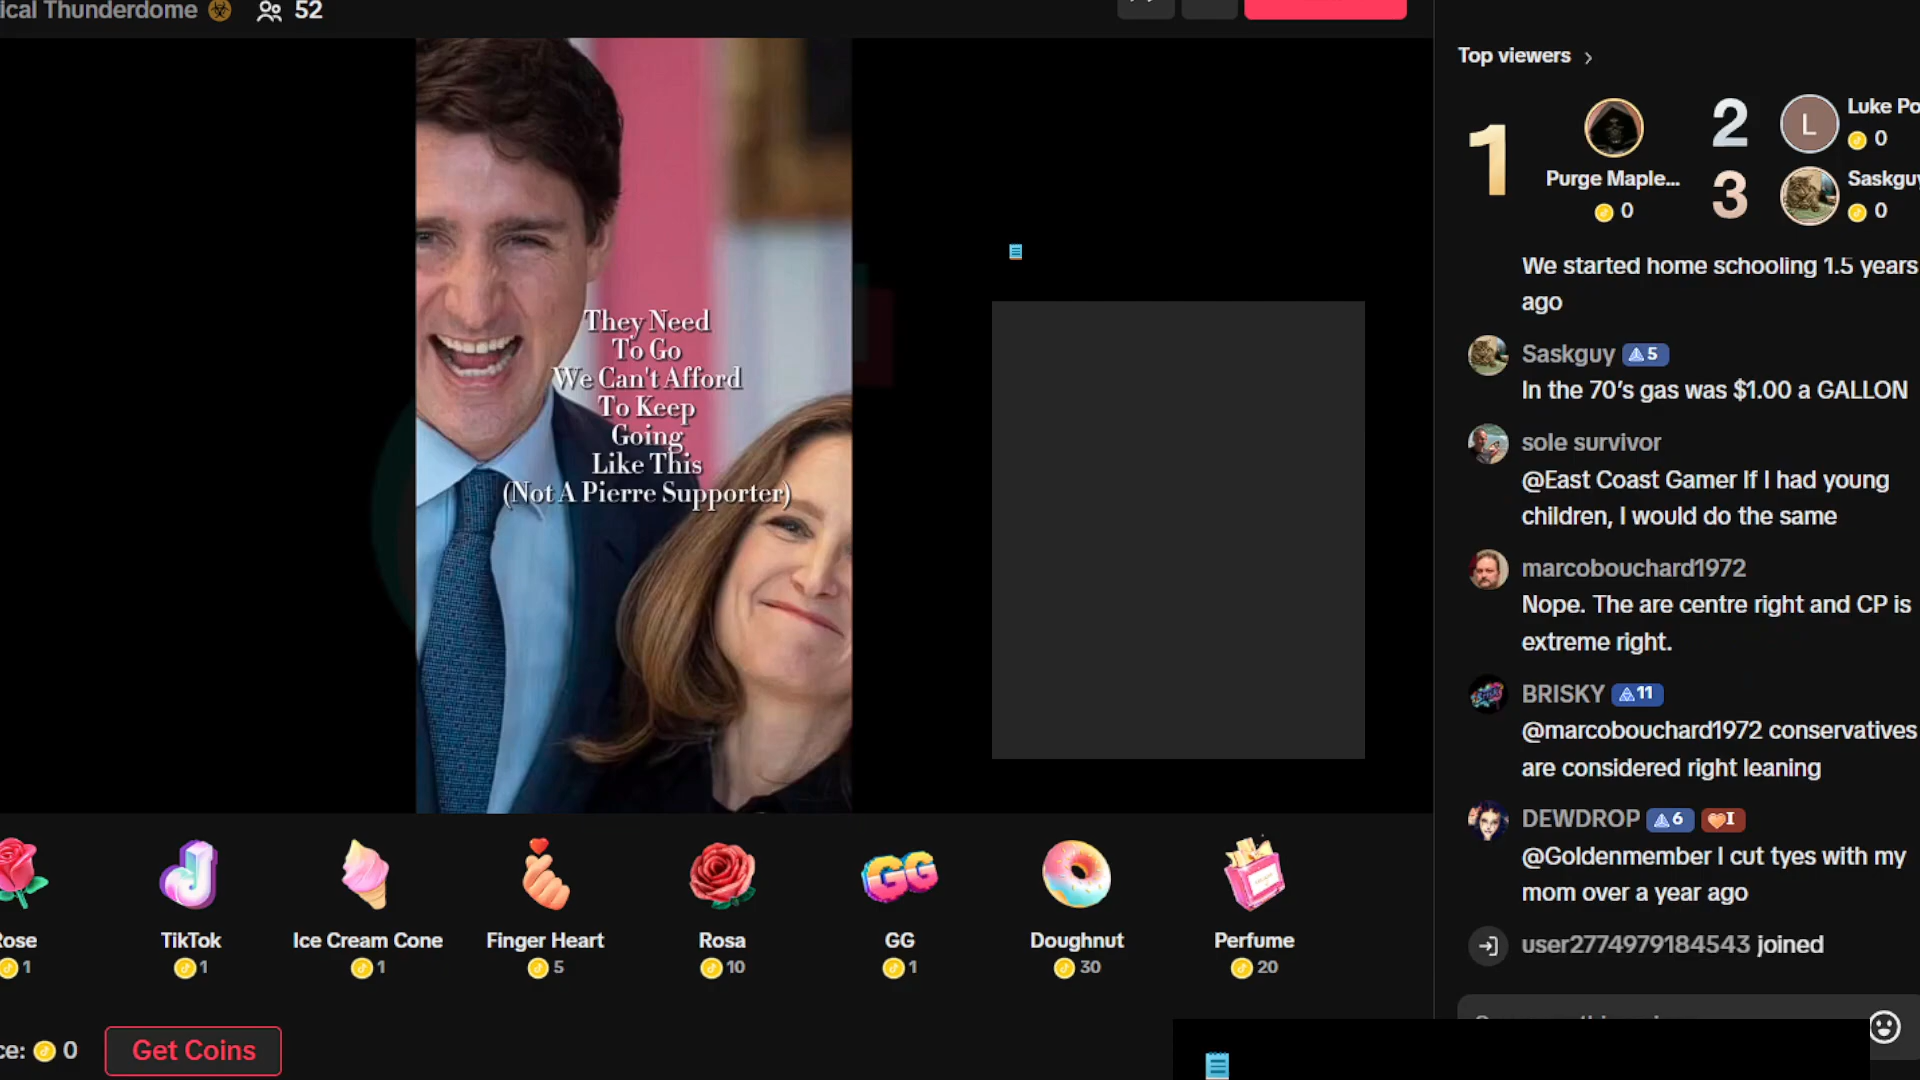 ical Thunderdome
52
They Need
To Go
We Can't Afford
To Keep
Going
Like This
(Not A Pierre Supporter)
Top viewers
1
Purge Maple...
0
2
Luke Po
0
3
Saskguy
0
L
We started home schooling 1.5 years
ago
Saskguy 5
In the 70's gas was $1.00 a GALLON
sole survivor
@East Coast Gamer If I had young
children, I would do the same
marcobouchard1972
Nope. The are centre right and CP is
extreme right.
BRISKY 11
@marcobouchard1972 conservatives
are considered right leaning
DEWDROP 6 I
@Goldenmember I cut tyes with my
mom over a year ago
user2774979184543 joined
GG
Rose
1
TikTok
1
Ice Cream Cone
1
Finger Heart
5
Rosa
10
GG
1
Doughnut
30
Perfume
20
ce: 0
Get Coins